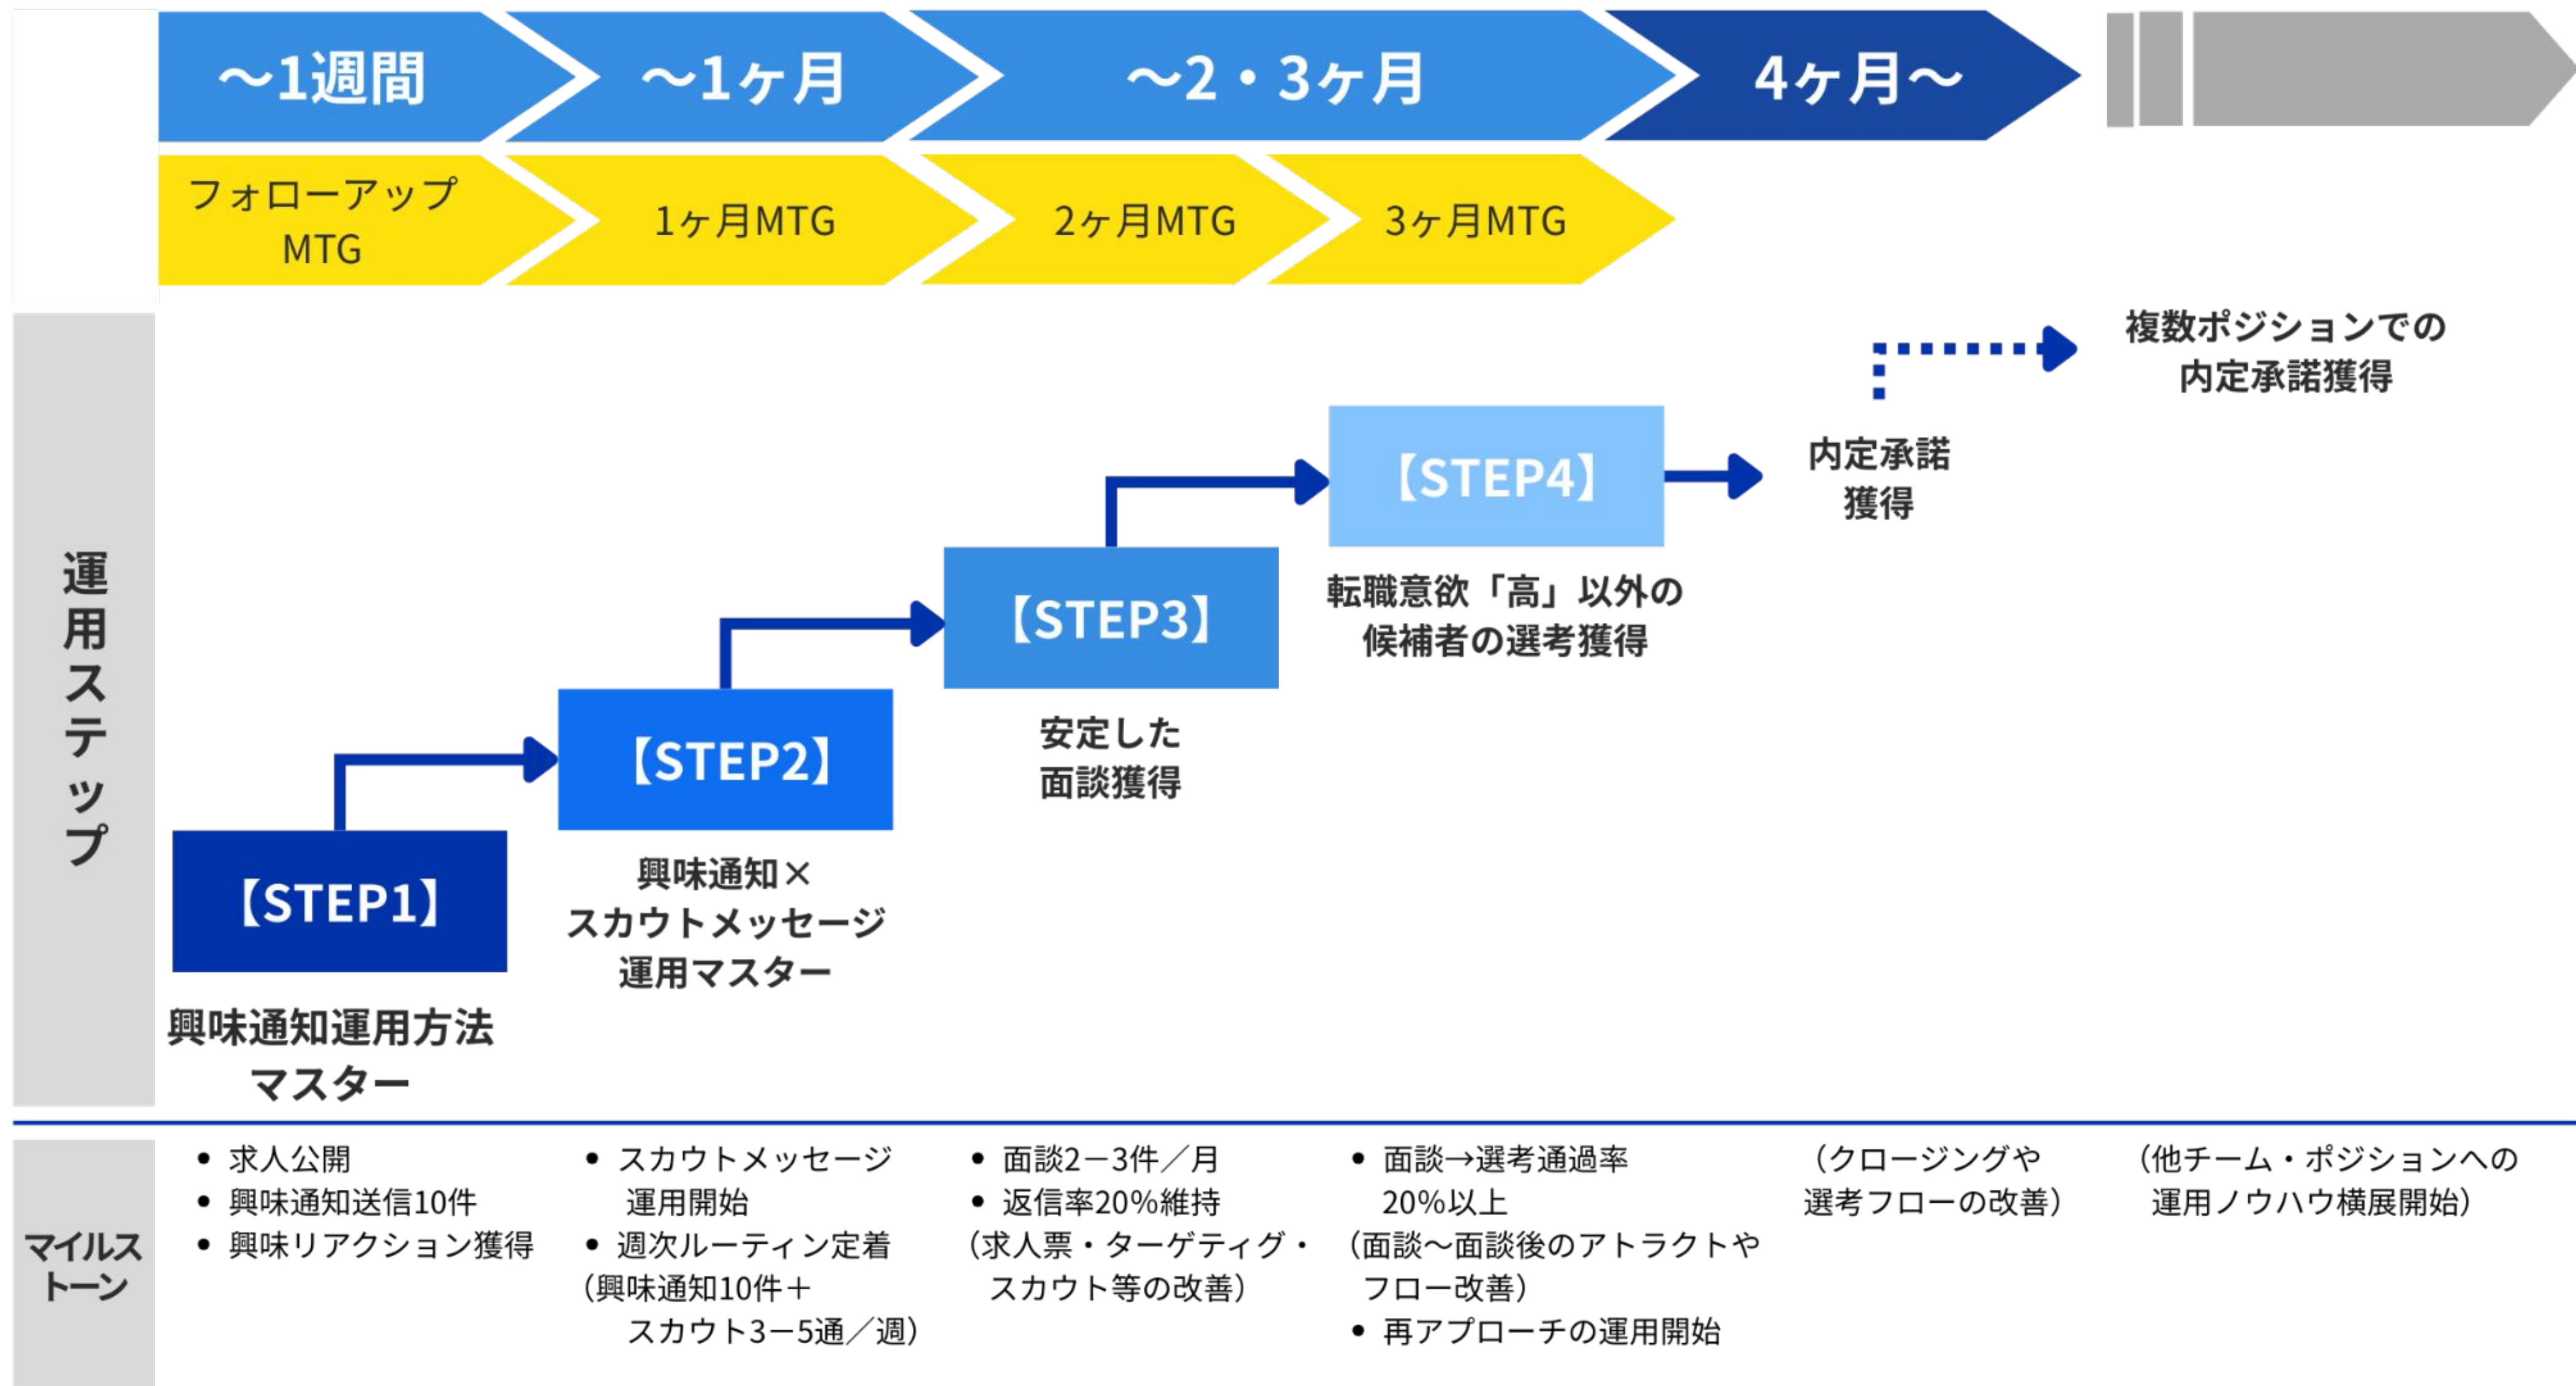 ～1週間
～1ヶ月
～2・3ヶ月
4ヶ月～
フォローアップ
MTG
1ヶ月MTG
2ヶ月MTG
3ヶ月MTG
運用ステップ
【STEP1】
興味通知運用方法
マスター
【STEP2】
興味通知×
スカウトメッセージ
運用マスター
【STEP3】
安定した
面談獲得
【STEP4】
転職意欲「高」以外の
候補者の選考獲得
内定承諾
獲得
複数ポジションでの
内定承諾獲得
マイルス
トーン
• 求人公開
• 興味通知送信10件
• 興味リアクション獲得
• スカウトメッセージ
運用開始
• 週次ルーティン定着
（興味通知10件＋
スカウト3－5通／週）
• 面談2－3件／月
• 返信率20%維持
（求人票・ターゲティグ・
スカウト等の改善）
• 面談→選考通過率
20%以上
（面談～面談後のアトラクトや
フロー改善）
• 再アプローチの運用開始
（クロージングや
選考フローの改善）
（他チーム・ポジションへの
運用ノウハウ横展開始）